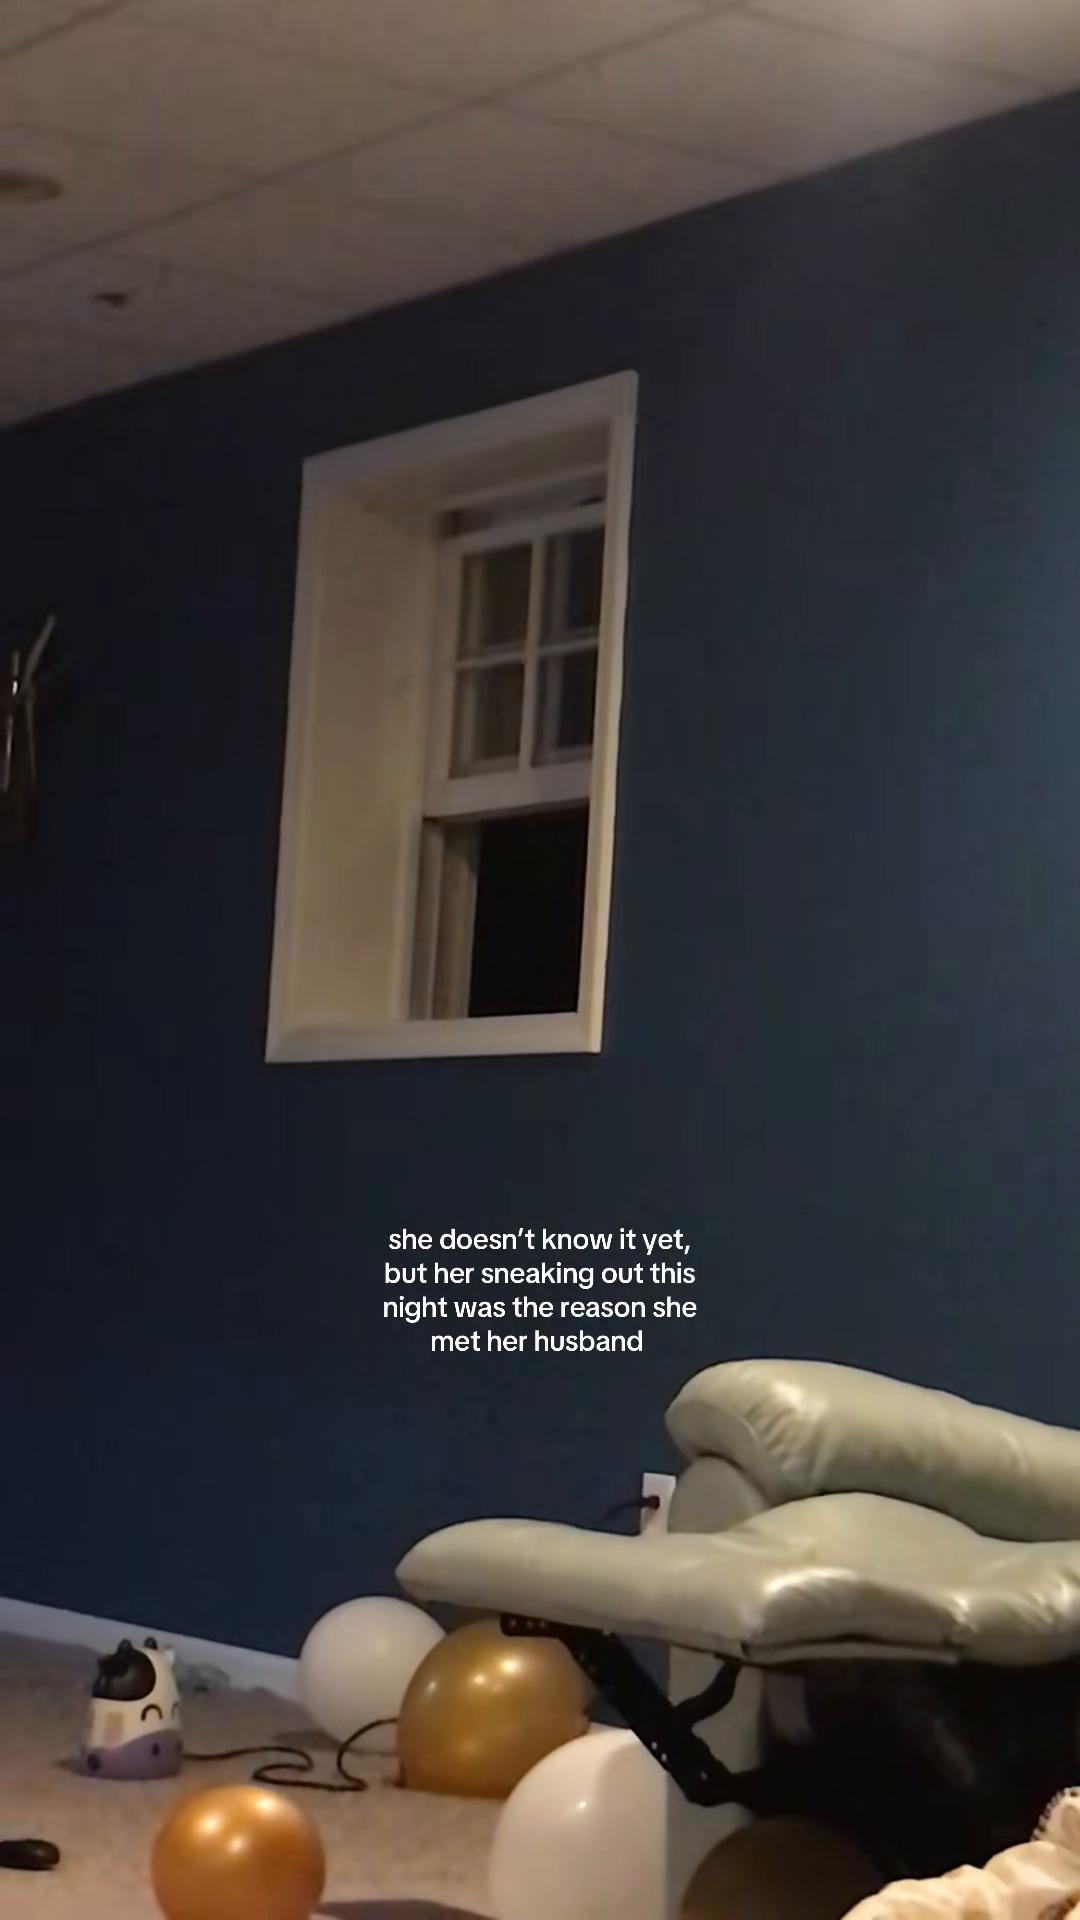 she doesn’t know it yet,
but her sneaking out this
night was the reason she
met her husband